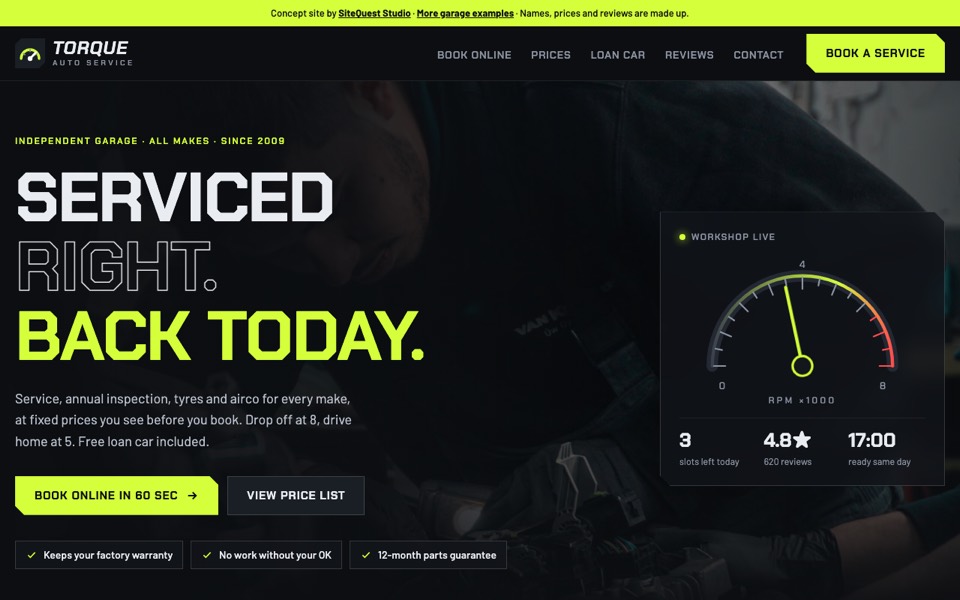 Concept site by SiteQuest Studio · More garage examples · Names, prices and reviews are made up.
TORQUE
AUTO SERVICE
BOOK ONLINE
PRICES
LOAN CAR
REVIEWS
CONTACT
BOOK A SERVICE
INDEPENDENT GARAGE · ALL MAKES · SINCE 2009
SERVICED
RIGHT.
BACK TODAY.
Service, annual inspection, tyres and airco for every make,
at fixed prices you see before you book. Drop off at 8, drive
home at 5. Free loan car included.
BOOK ONLINE IN 60 SEC →
VIEW PRICE LIST
✓ Keeps your factory warranty
✓ No work without your OK
✓ 12-month parts guarantee
WORKSHOP LIVE
4
0
8
RPM ×1000
3
slots left today
4.8★
620 reviews
17:00
ready same day